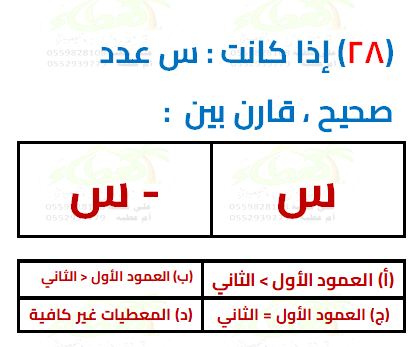 (٢٨) إذا كانت : س عدد
صحيح ، قارن بين :
س
- س
(أ) العمود الأول > الثاني
(ب) العمود الأول < الثاني
(ج) العمود الأول = الثاني
(د) المعطيات غير كافية